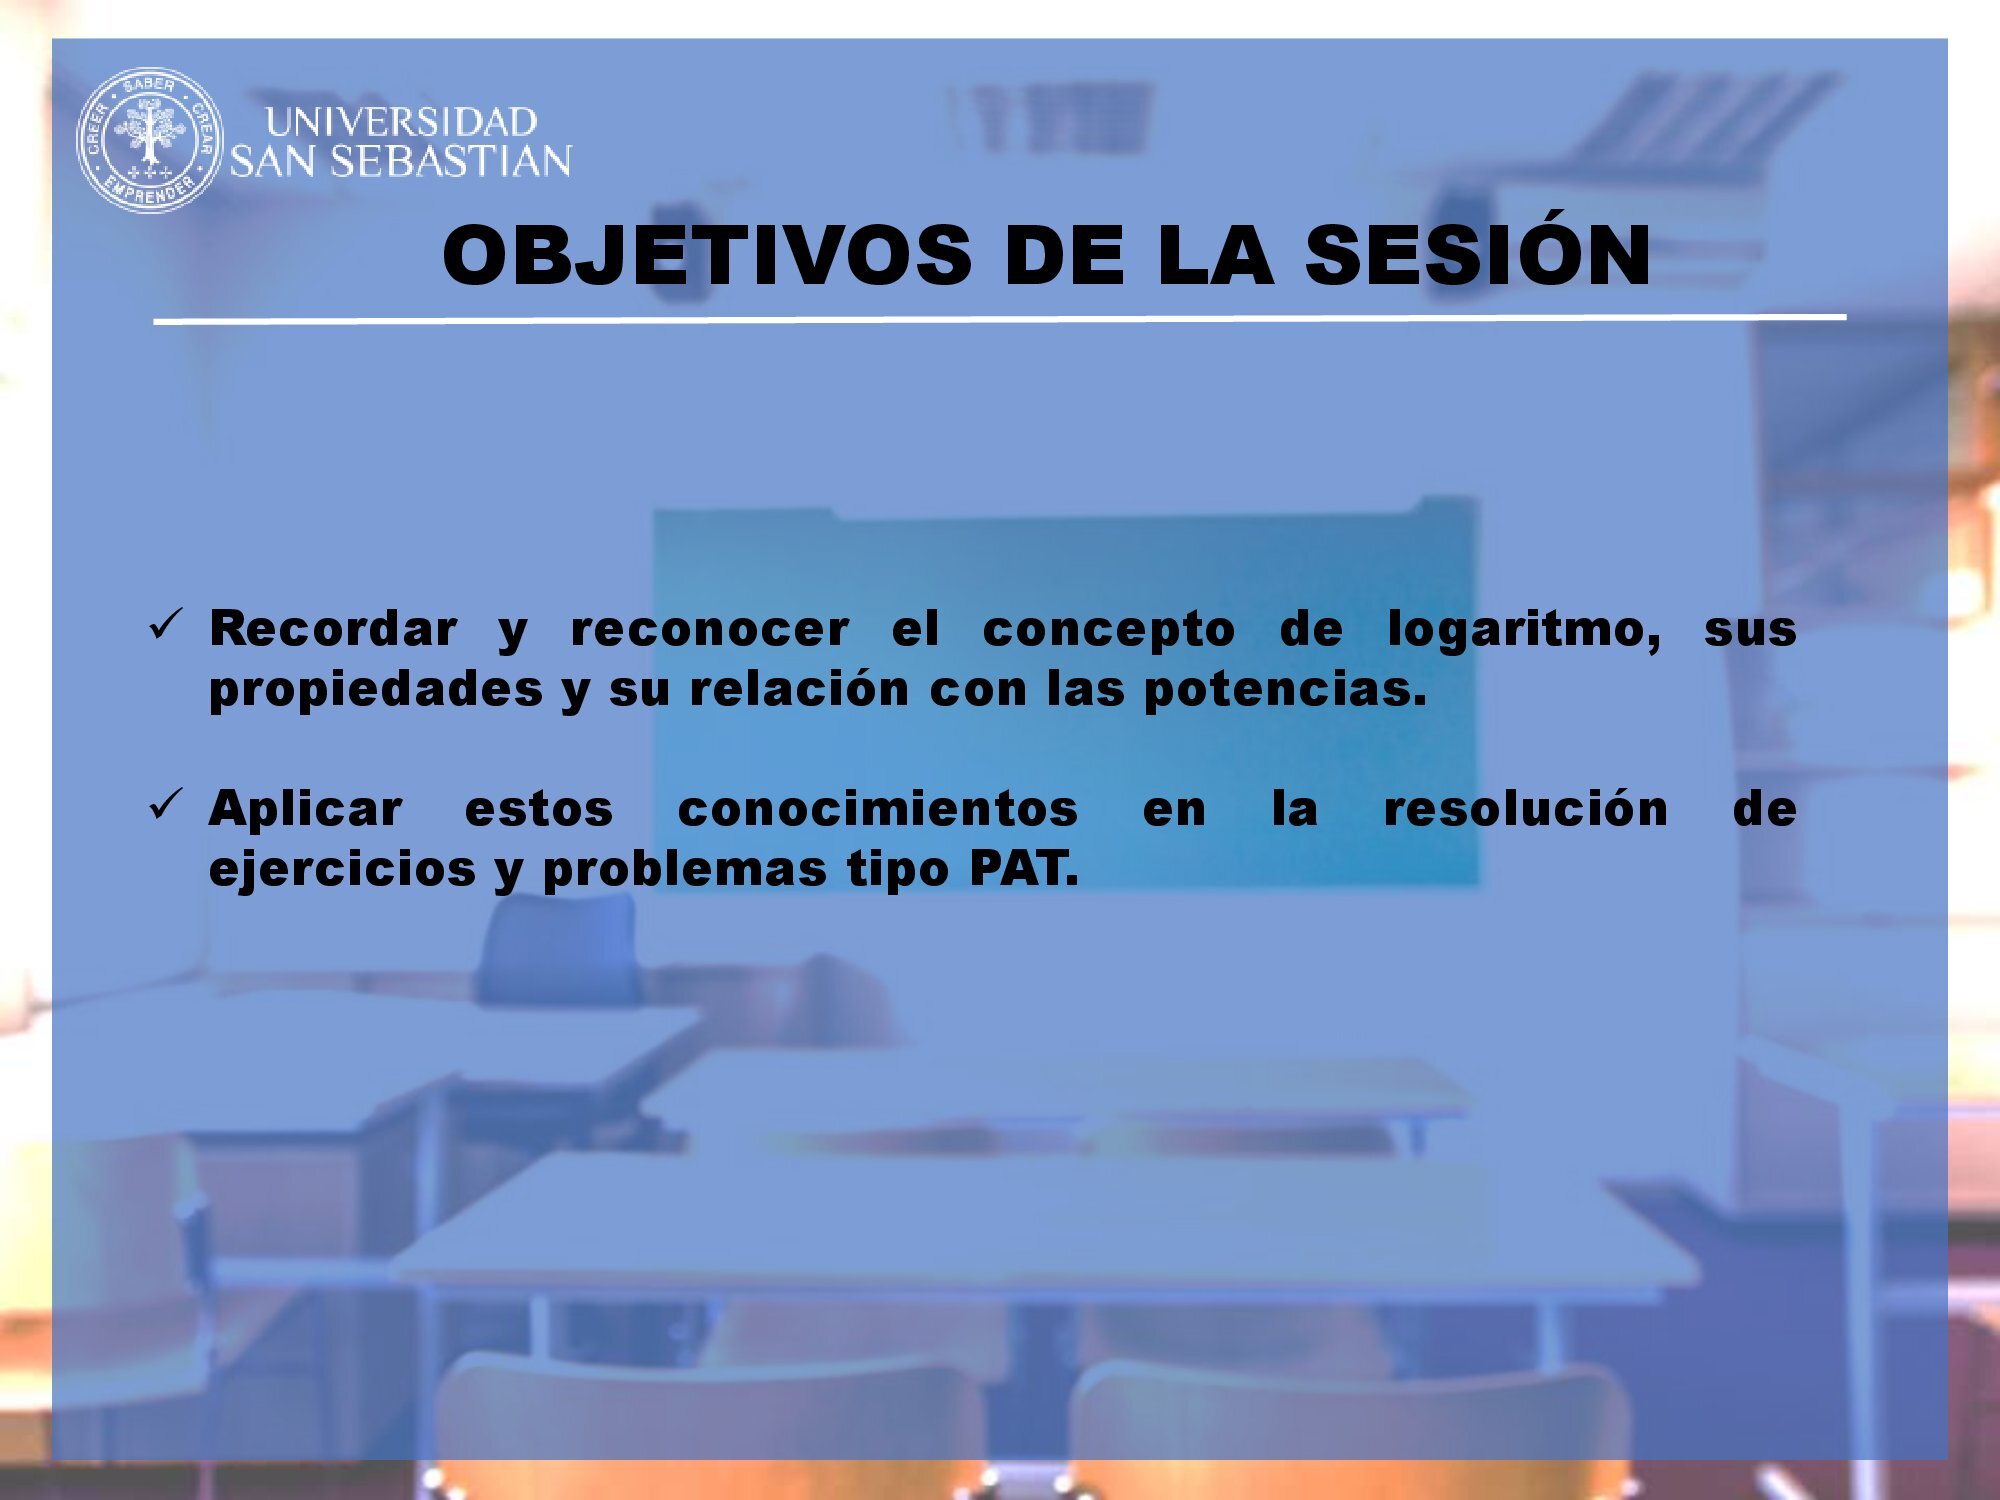 CREER · SABER · CREAR · EMPRENDER
UNIVERSIDAD
SAN SEBASTIAN
OBJETIVOS DE LA SESIÓN
✓ Recordar y reconocer el concepto de logaritmo, sus
propiedades y su relación con las potencias.
✓ Aplicar estos conocimientos en la resolución de
ejercicios y problemas tipo PAT.